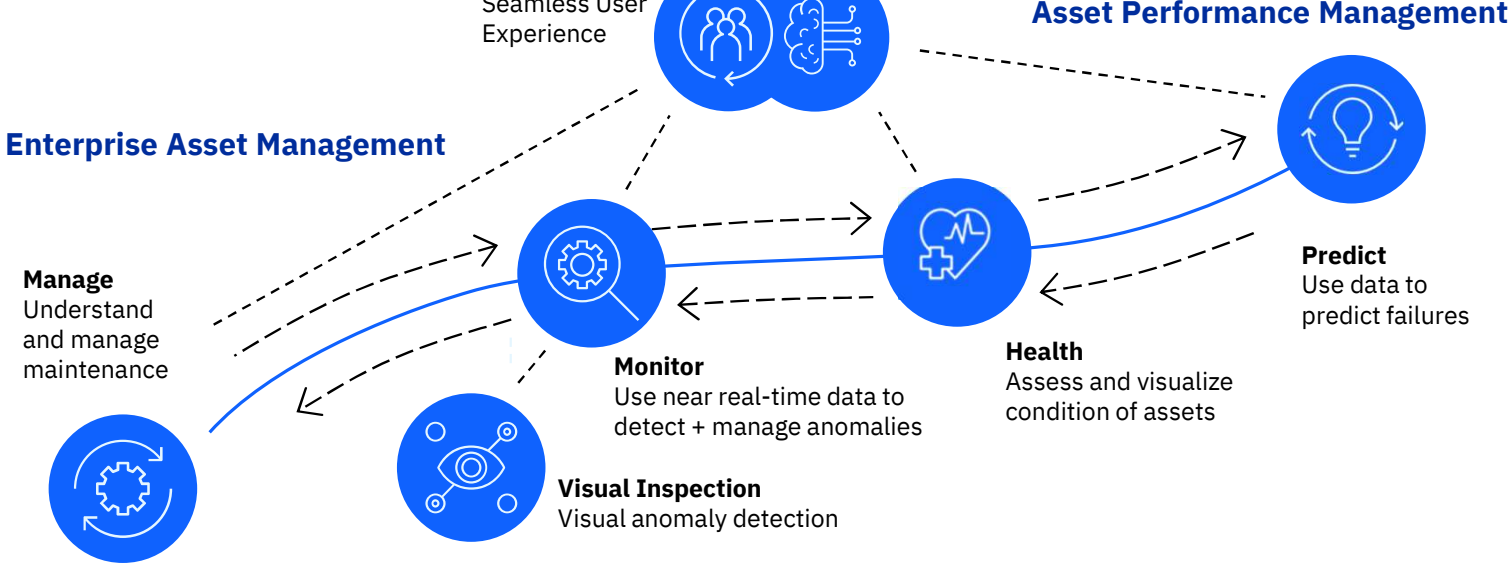 Seamless User
Experience
Asset Performance Management
Enterprise Asset Management
Manage
Understand
and manage
maintenance
Monitor
Use near real-time data to
detect + manage anomalies
Visual Inspection
Visual anomaly detection
Health
Assess and visualize
condition of assets
Predict
Use data to
predict failures